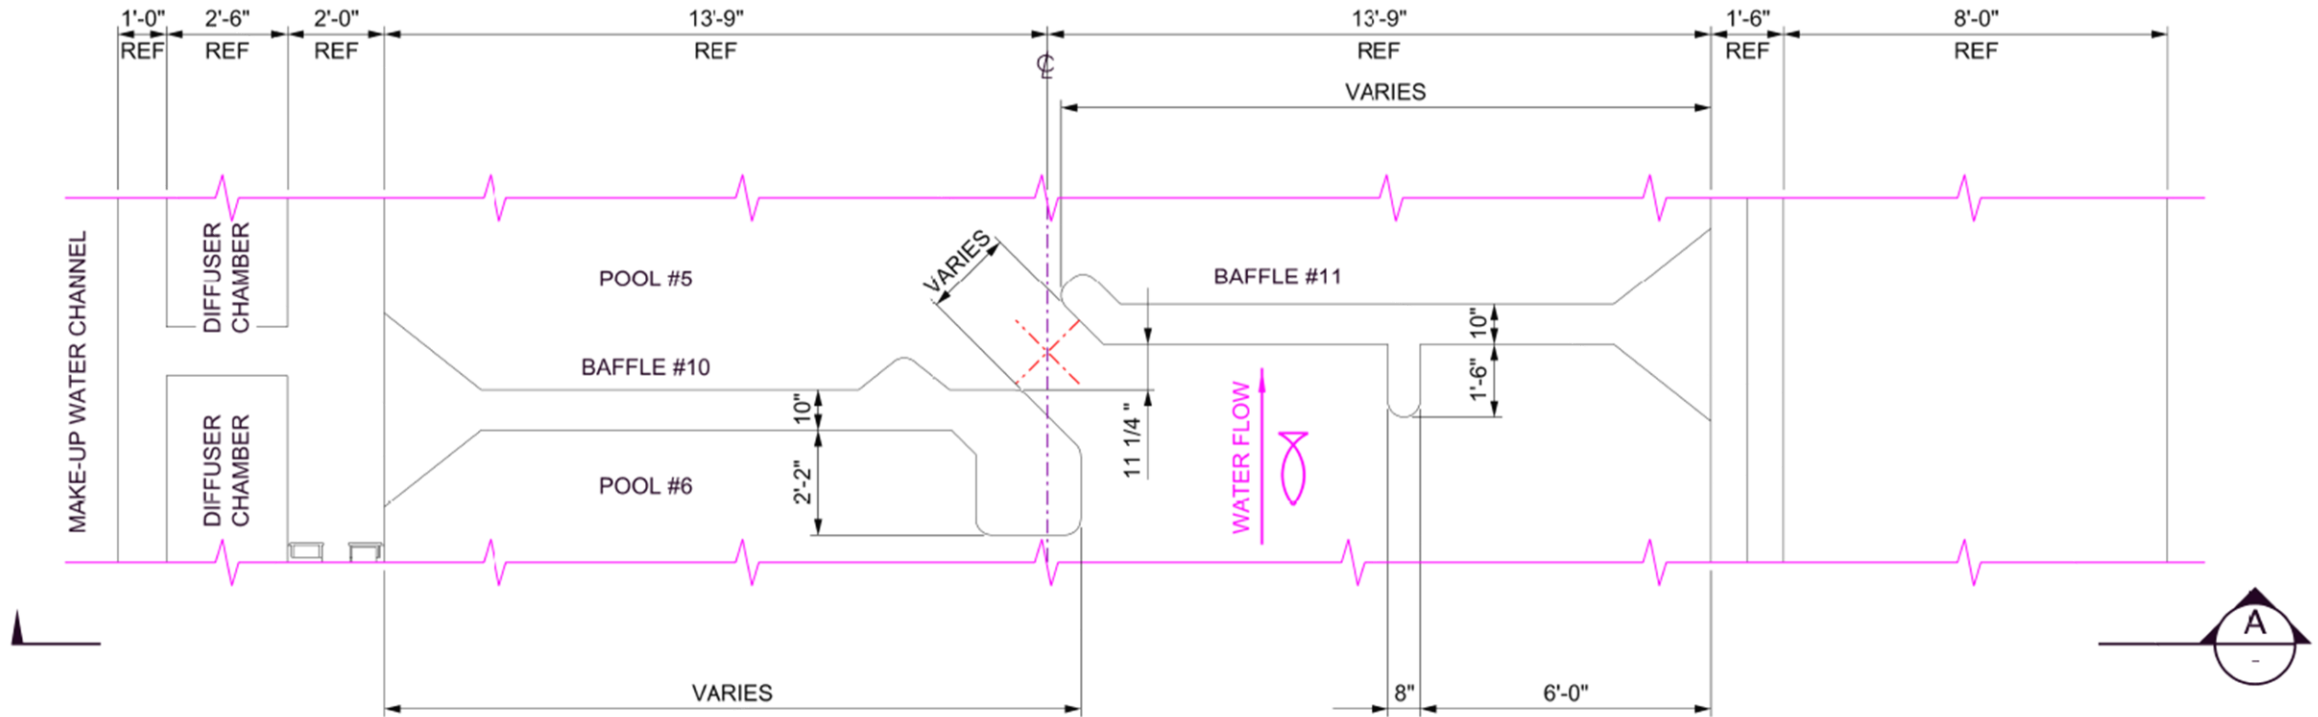 1'-0"
2'-6"
2'-0"
13'-9"
13'-9"
1'-6"
8'-0"
REF
REF
REF
REF
REF
REF
REF
℄
VARIES
MAKE-UP WATER CHANNEL
DIFFUSER
CHAMBER
DIFFUSER
CHAMBER
POOL #5
VARIES
BAFFLE #11
BAFFLE #10
10"
1'-6"
10"
2'-2"
11 1/4 "
WATER FLOW
POOL #6
A
-
VARIES
8"
6'-0"